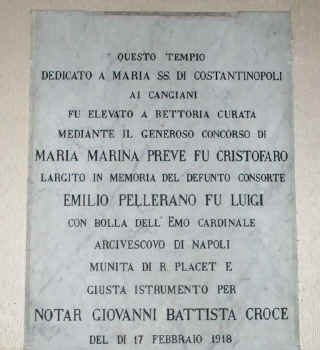 QUESTO TEMPIO
DEDICATO A MARIA SS. DI COSTANTINOPOLI
AI CANGIANI
FU ELEVATO A RETTORIA CURATA
MEDIANTE IL GENEROSO CONCORSO DI
MARIA MARINA PREVE FU CRISTOFARO
LARGITO IN MEMORIA DEL DEFUNTO CONSORTE
EMILIO PELLERANO FU LUIGI
CON BOLLA DELL' EMO CARDINALE
ARCIVESCOVO DI NAPOLI
MUNITA DI R. PLACET E
GIUSTA ISTRUMENTO PER
NOTAR GIOVANNI BATTISTA CROCE
DEL DI 17 FEBBRAIO 1918